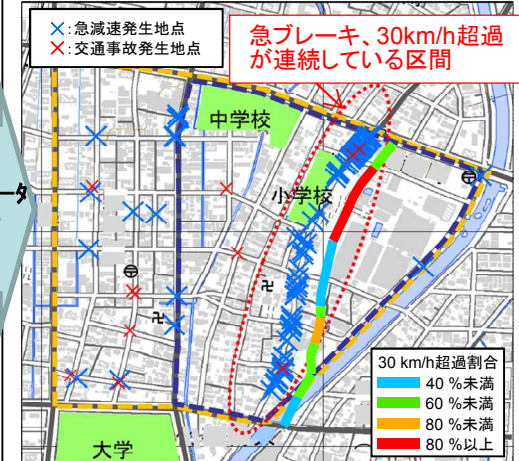 ×:急減速発生地点
×:交通事故発生地点
急ブレーキ、30km/h超過
が連続している区間
中学校
小学校
大学
30 km/h超過割合
40 %未満
60 %未満
80 %未満
80 %以上